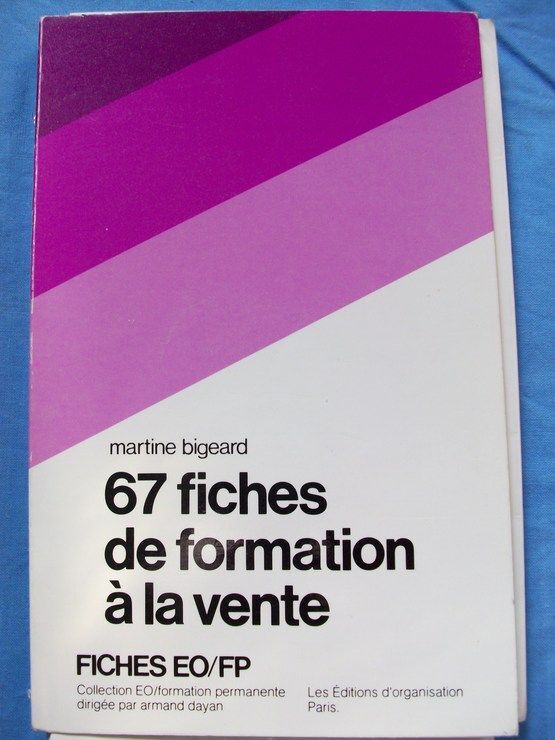 martine bigeard
67 fiches
de formation
à la vente
FICHES EO/FP
Collection EO/formation permanente
dirigée par armand dayan
Les Éditions d'organisation
Paris.